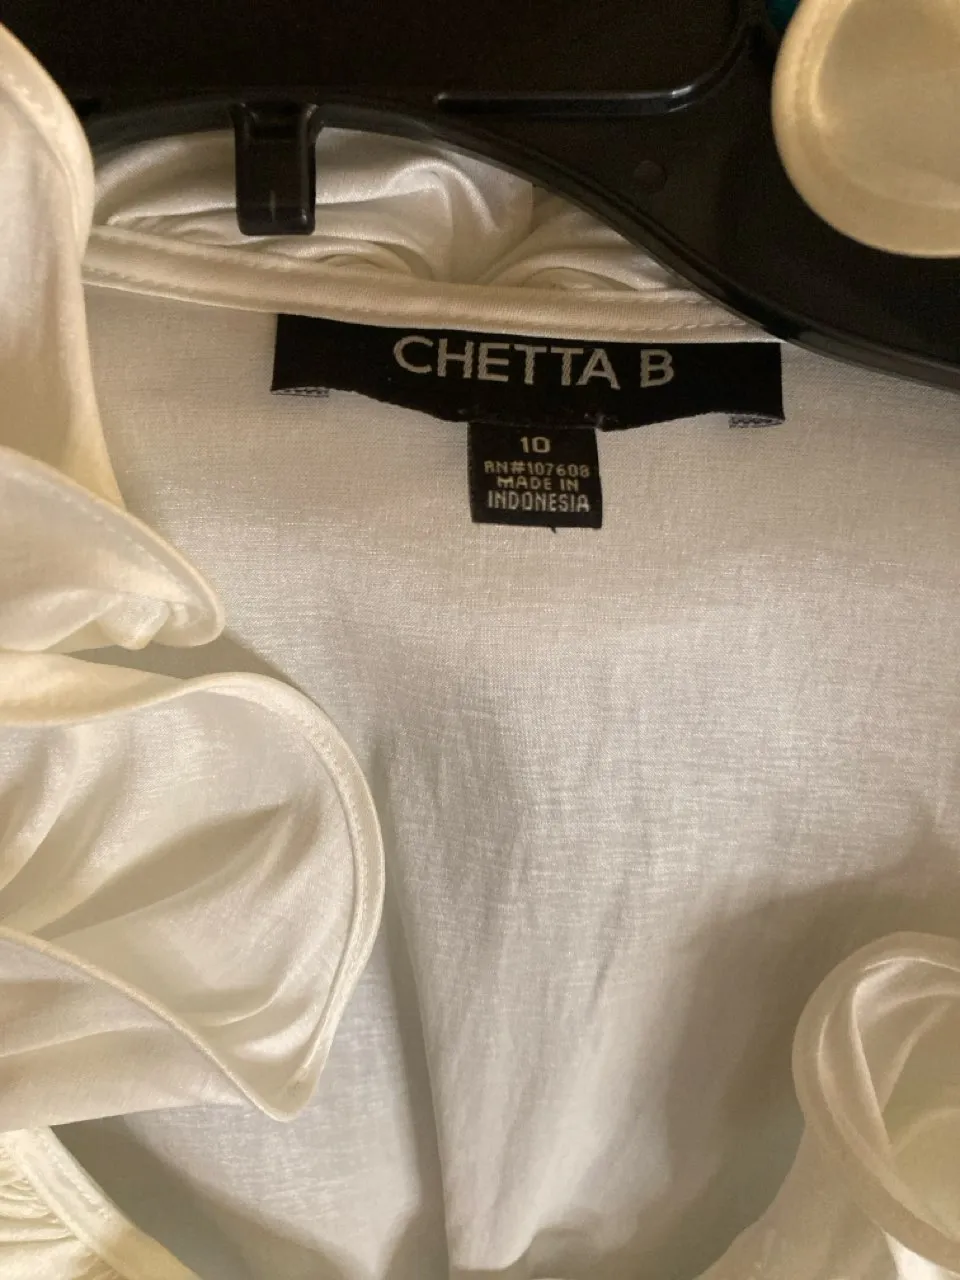 CHETTA B
10
RN#107608
MADE IN
INDONESIA